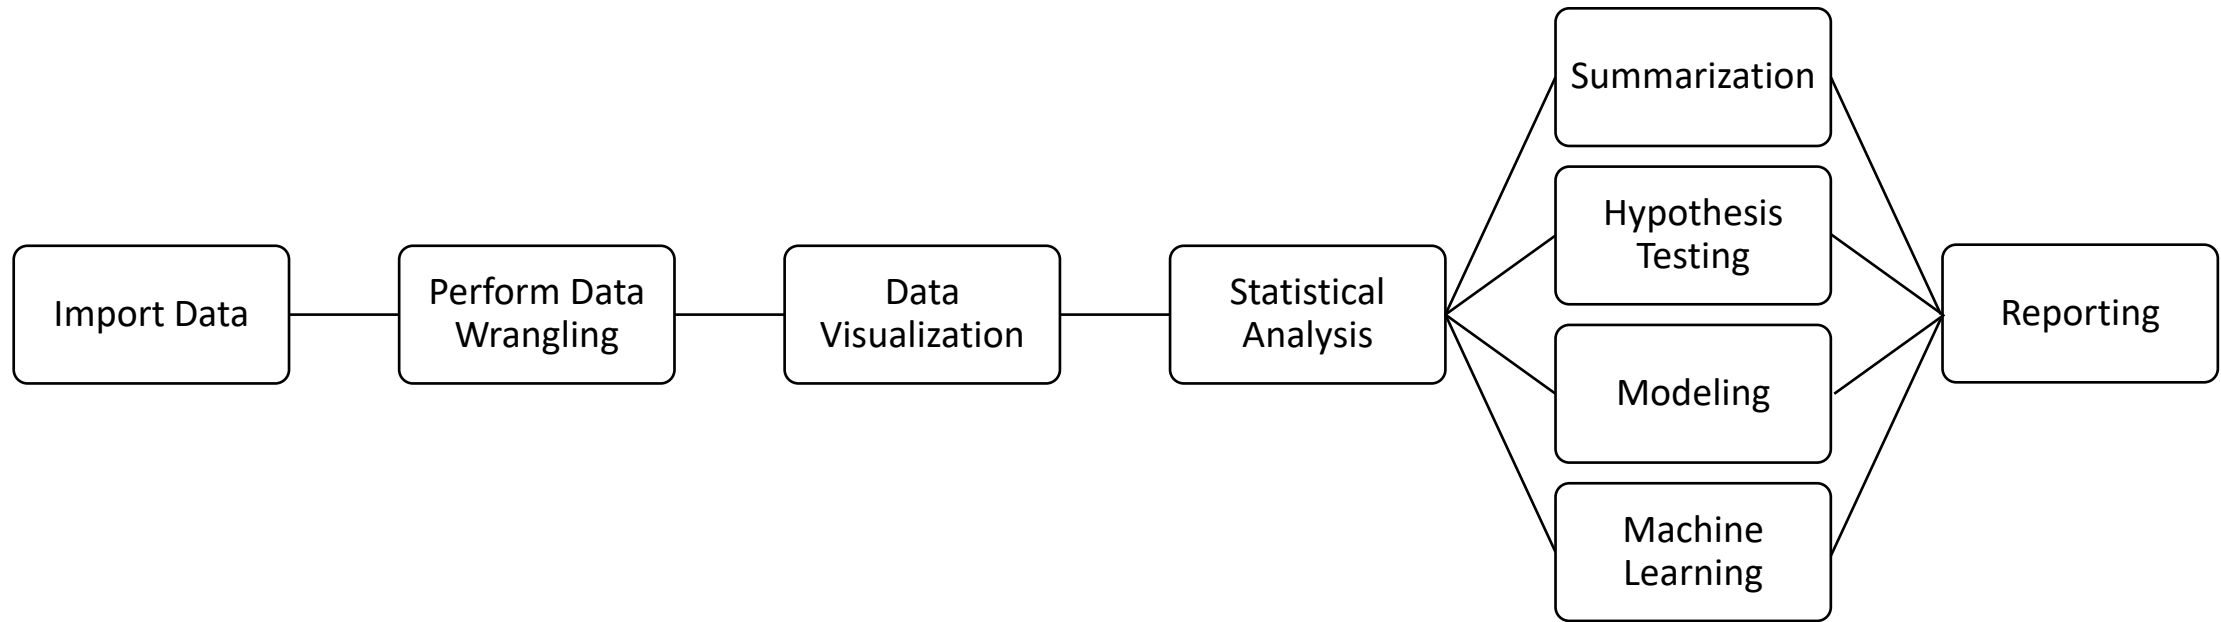 Import Data
Perform Data
Wrangling
Data
Visualization
Statistical
Analysis
Summarization
Hypothesis
Testing
Modeling
Machine
Learning
Reporting